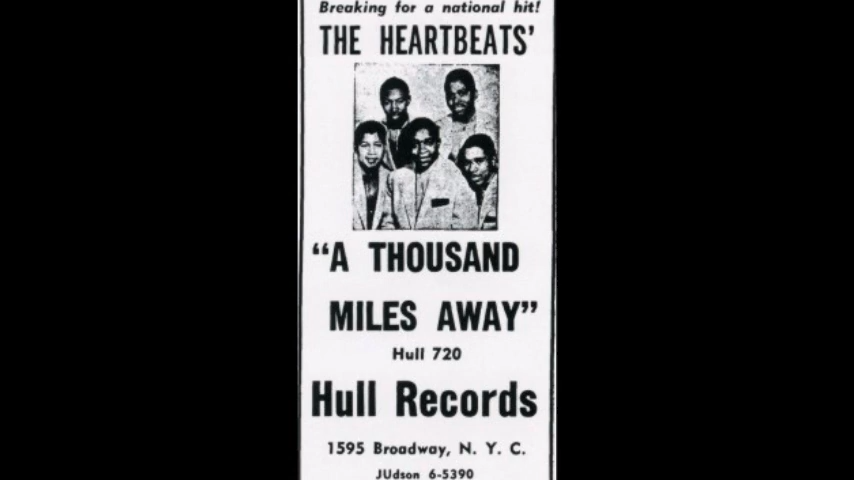 Breaking for a national hit!
THE HEARTBEATS'
"A THOUSAND
MILES AWAY"
Hull 720
Hull Records
1595 Broadway, N. Y. C.
JUdson 6-5390